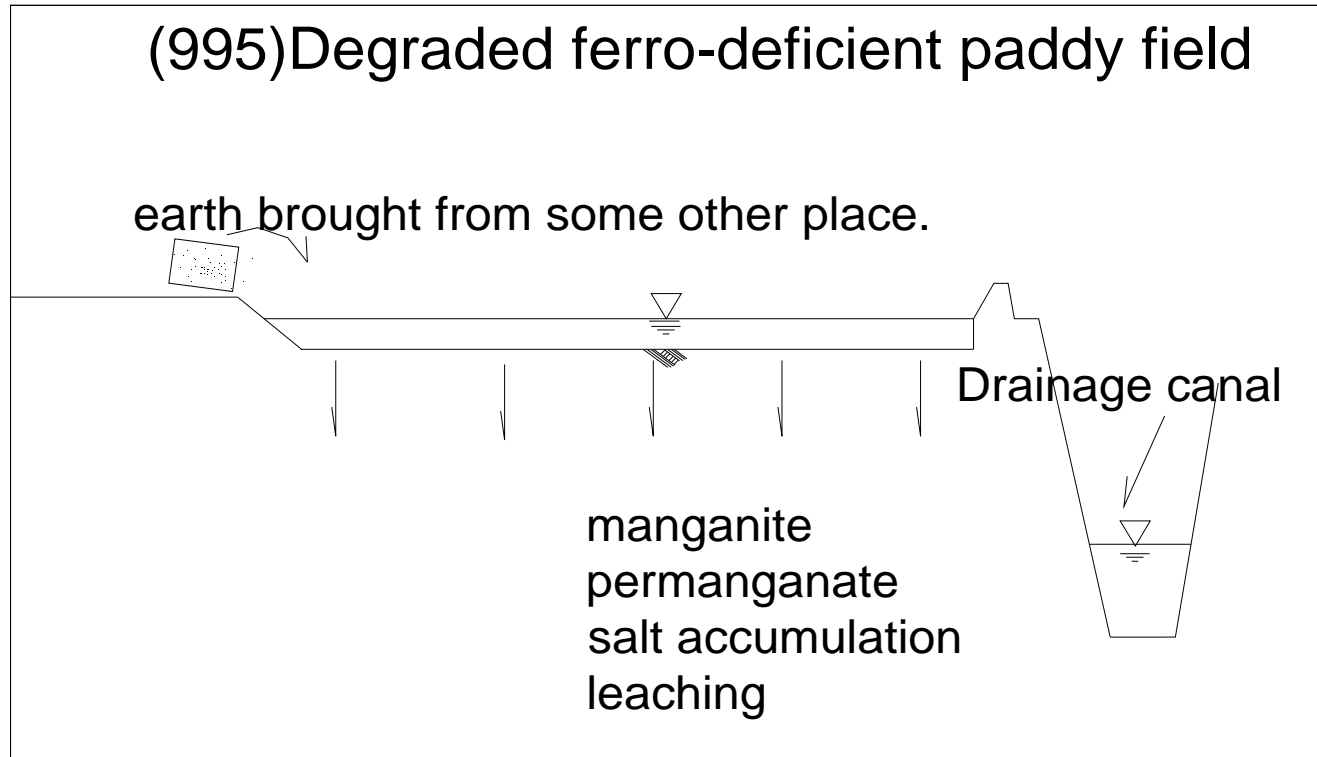 (995)Degraded ferro-deficient paddy field
earth brought from some other place.
Drainage canal
manganite
permanganate
salt accumulation
leaching